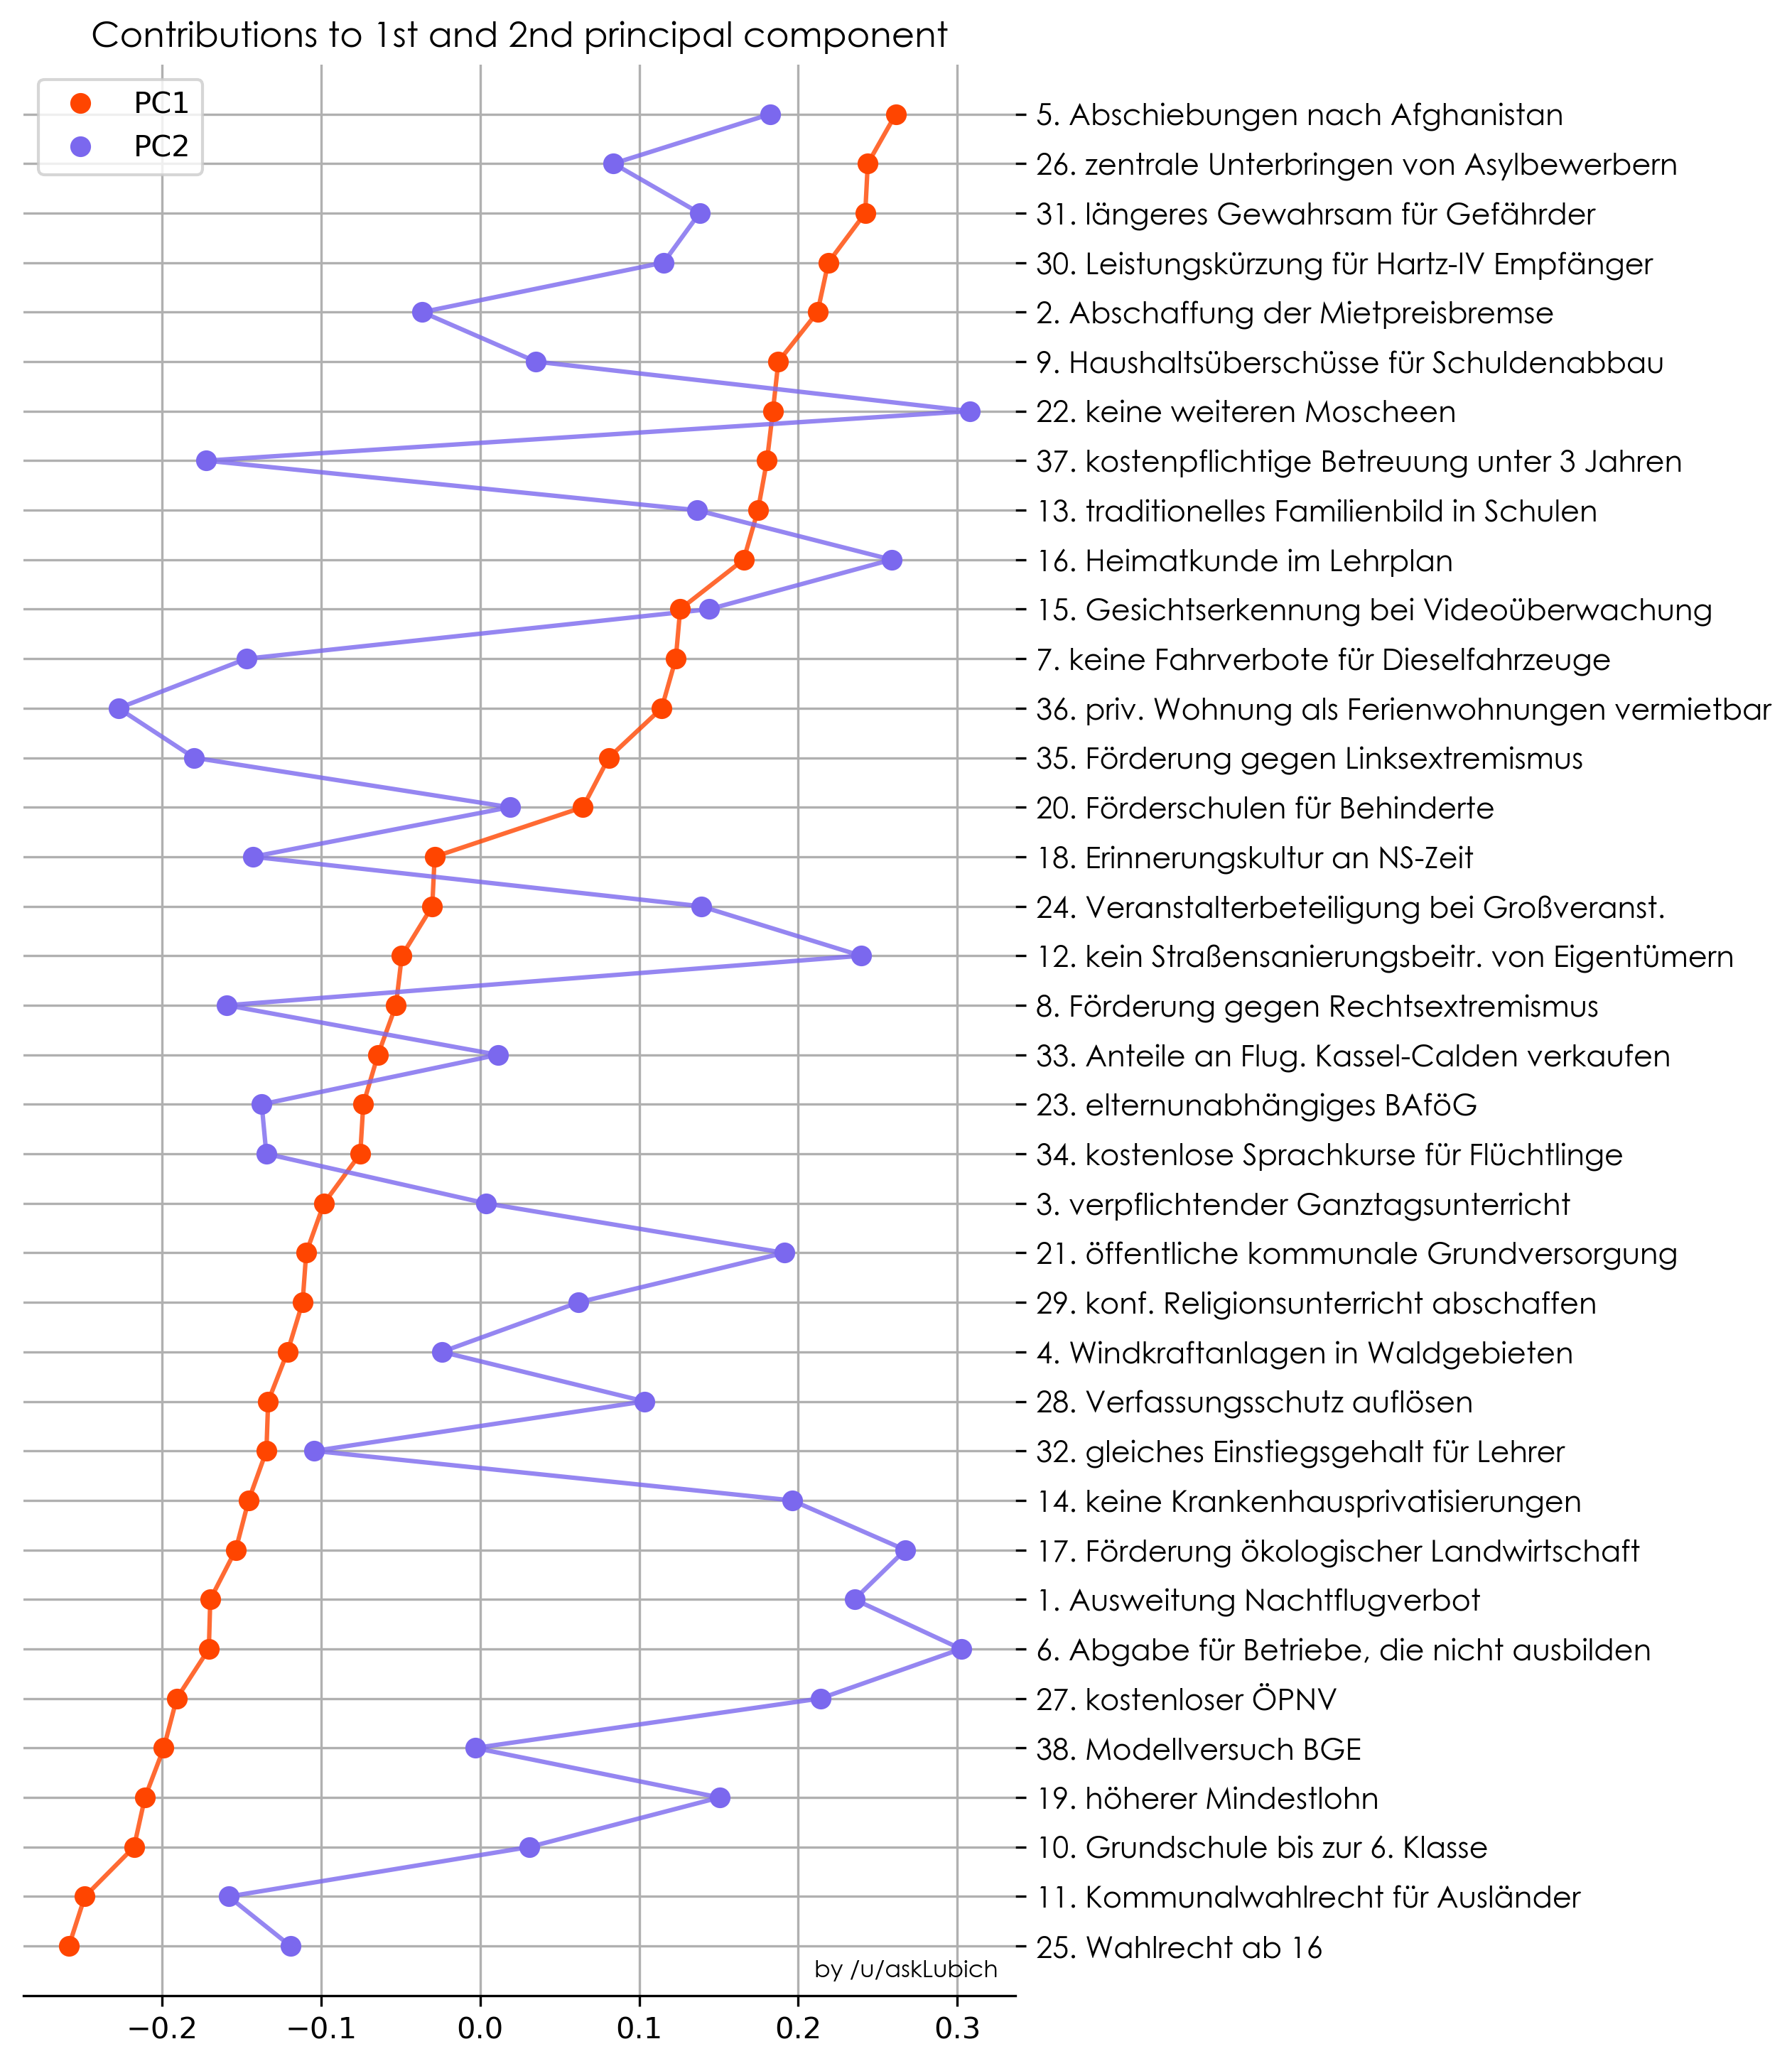 Contributions to 1st and 2nd principal component
PC1
PC2
5. Abschiebungen nach Afghanistan
26. zentrale Unterbringen von Asylbewerbern
31. längeres Gewahrsam für Gefährder
30. Leistungskürzung für Hartz-IV Empfänger
2. Abschaffung der Mietpreisbremse
9. Haushaltsüberschüsse für Schuldenabbau
22. keine weiteren Moscheen
37. kostenpflichtige Betreuung unter 3 Jahren
13. traditionelles Familienbild in Schulen
16. Heimatkunde im Lehrplan
15. Gesichtserkennung bei Videoüberwachung
7. keine Fahrverbote für Dieselfahrzeuge
36. priv. Wohnung als Ferienwohnungen vermietbar
35. Förderung gegen Linksextremismus
20. Förderschulen für Behinderte
18. Erinnerungskultur an NS-Zeit
24. Veranstalterbeteiligung bei Großveranst.
12. kein Straßensanierungsbeitr. von Eigentümern
8. Förderung gegen Rechtsextremismus
33. Anteile an Flug. Kassel-Calden verkaufen
23. elternunabhängiges BAföG
34. kostenlose Sprachkurse für Flüchtlinge
3. verpflichtender Ganztagsunterricht
21. öffentliche kommunale Grundversorgung
29. konf. Religionsunterricht abschaffen
4. Windkraftanlagen in Waldgebieten
28. Verfassungsschutz auflösen
32. gleiches Einstiegsgehalt für Lehrer
14. keine Krankenhausprivatisierungen
17. Förderung ökologischer Landwirtschaft
1. Ausweitung Nachtflugverbot
6. Abgabe für Betriebe, die nicht ausbilden
27. kostenloser ÖPNV
38. Modellversuch BGE
19. höherer Mindestlohn
10. Grundschule bis zur 6. Klasse
11. Kommunalwahlrecht für Ausländer
25. Wahlrecht ab 16
by /u/askLubich
−0.2 −0.1 0.0 0.1 0.2 0.3